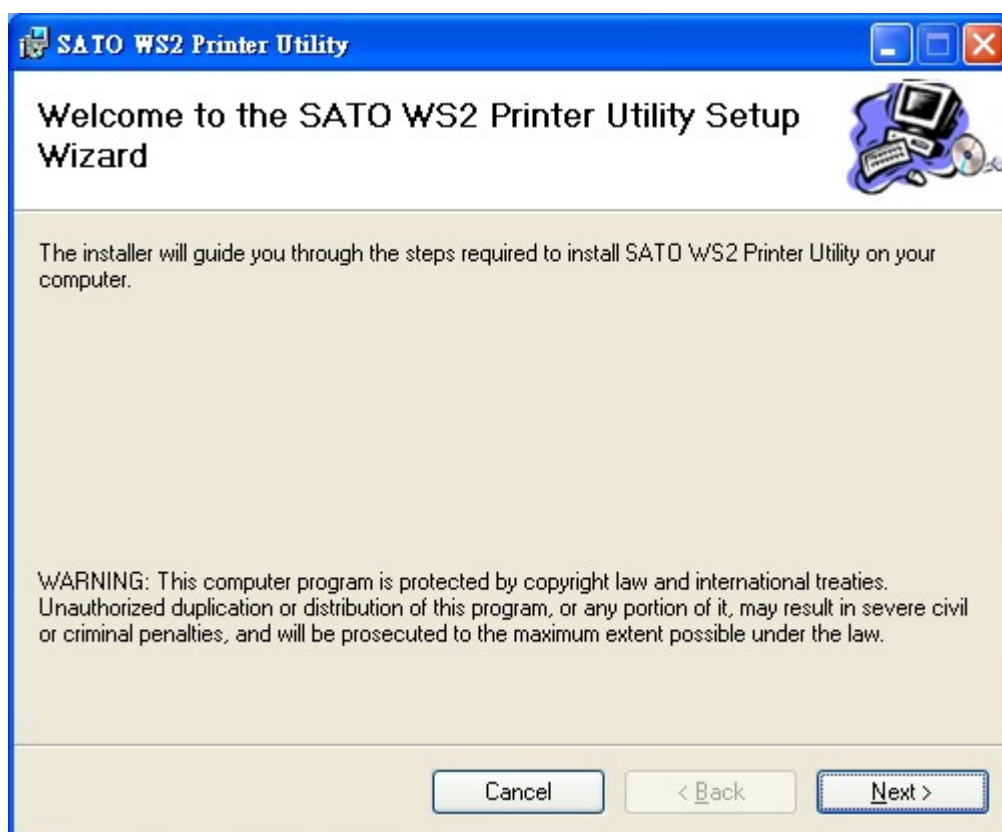 SATO WS2 Printer Utility
Welcome to the SATO WS2 Printer Utility Setup
Wizard
The installer will guide you through the steps required to install SATO WS2 Printer Utility on your
computer.
WARNING: This computer program is protected by copyright law and international treaties.
Unauthorized duplication or distribution of this program, or any portion of it, may result in severe civil
or criminal penalties, and will be prosecuted to the maximum extent possible under the law.
Cancel
< Back
Next >